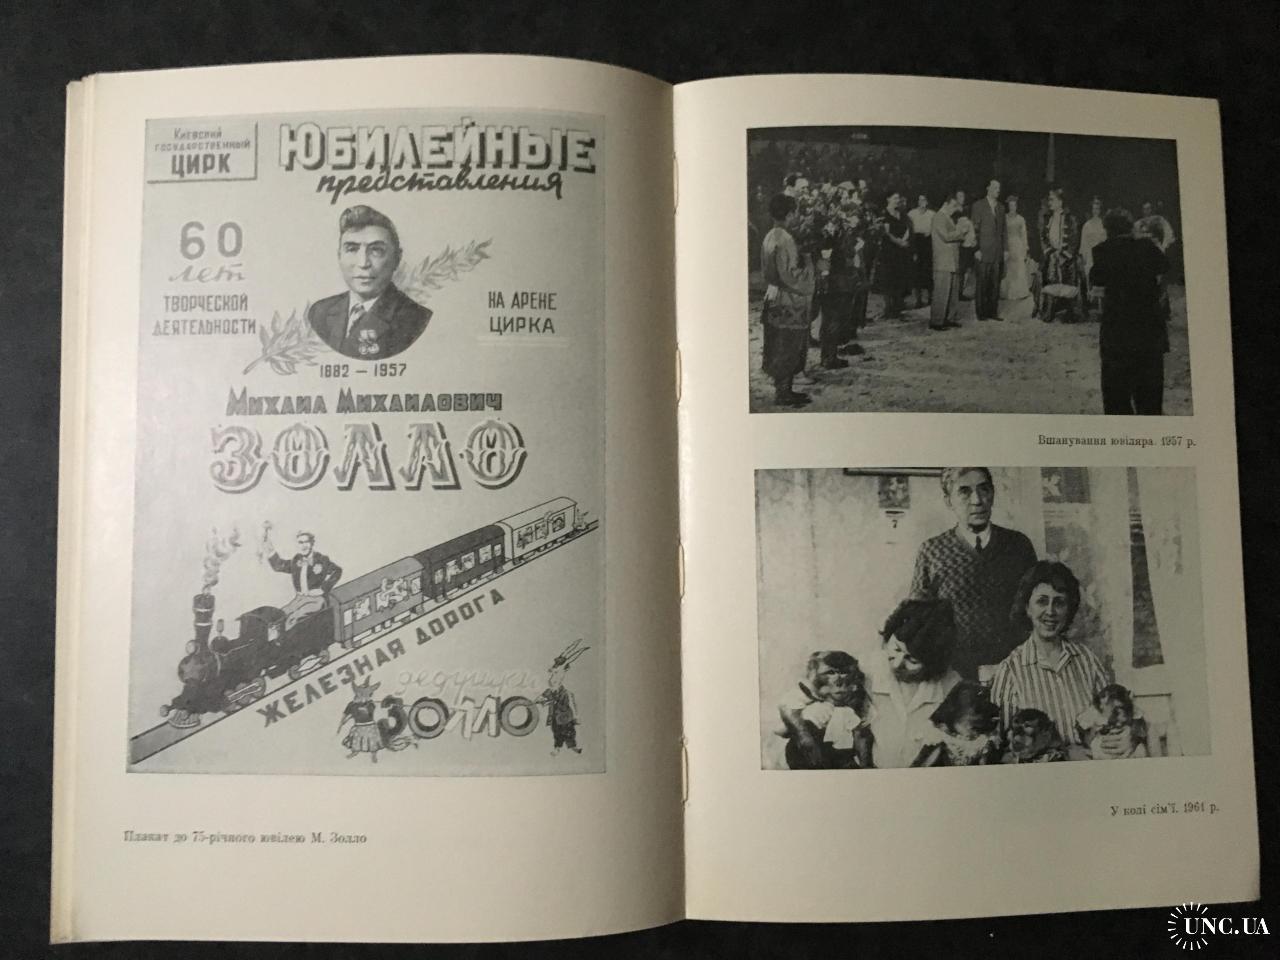 Киевский
государственный
ЦИРК
ЮБИЛЕЙНЫЕ
представления
60
лет
ТВОРЧЕСКОЙ
ДЕЯТЕЛЬНОСТИ
НА АРЕНЕ
ЦИРКА
1882 — 1957
Михаил Михайлович
ЗОЛЛО
ЖЕЛЕЗНАЯ ДОРОГА
дедушки
ЗОЛЛО
Плакат до 75-річного ювілею М. Золло
Вшанування ювіляра. 1957 р.
7
У колі сім'ї. 1961 р.
UNC.UA